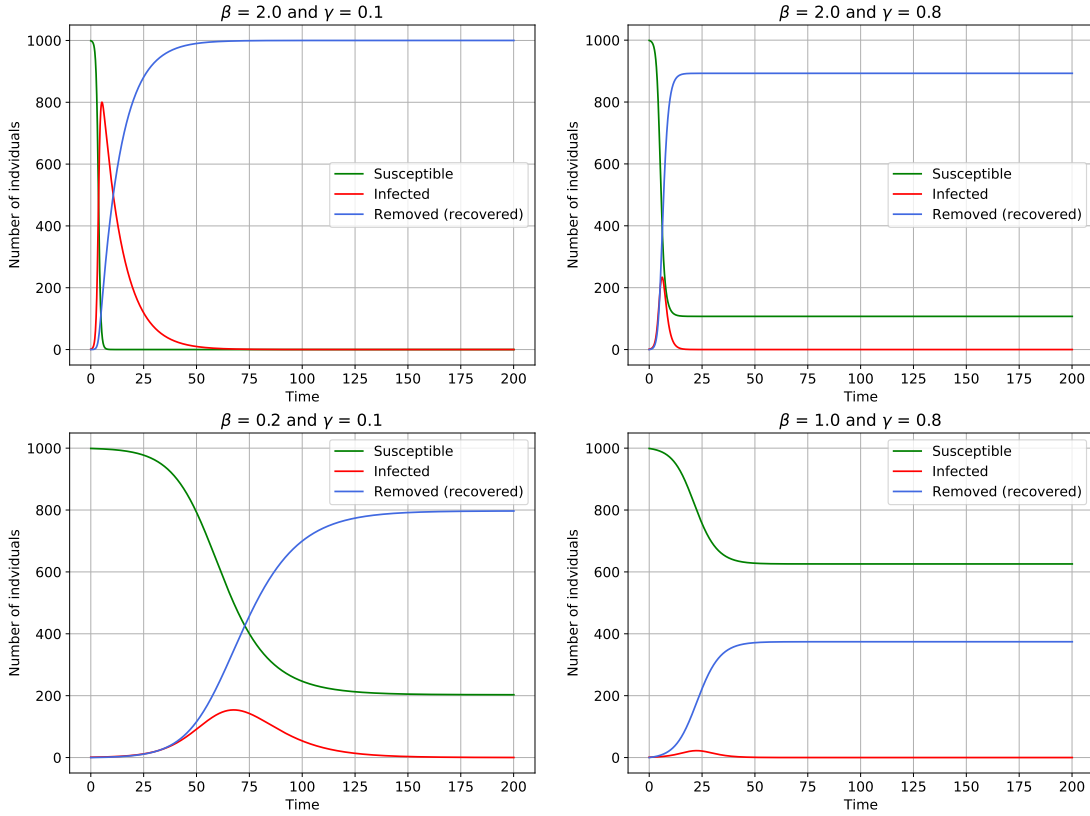 β = 2.0 and γ = 0.1
Number of indviduals
1000
800
600
400
200
0
Susceptible
Infected
Removed (recovered)
0 25 50 75 100 125 150 175 200
Time
β = 2.0 and γ = 0.8
Number of indviduals
1000
800
600
400
200
0
Susceptible
Infected
Removed (recovered)
0 25 50 75 100 125 150 175 200
Time
β = 0.2 and γ = 0.1
Number of indviduals
1000
800
600
400
200
0
Susceptible
Infected
Removed (recovered)
0 25 50 75 100 125 150 175 200
Time
β = 1.0 and γ = 0.8
Number of indviduals
1000
800
600
400
200
0
Susceptible
Infected
Removed (recovered)
0 25 50 75 100 125 150 175 200
Time